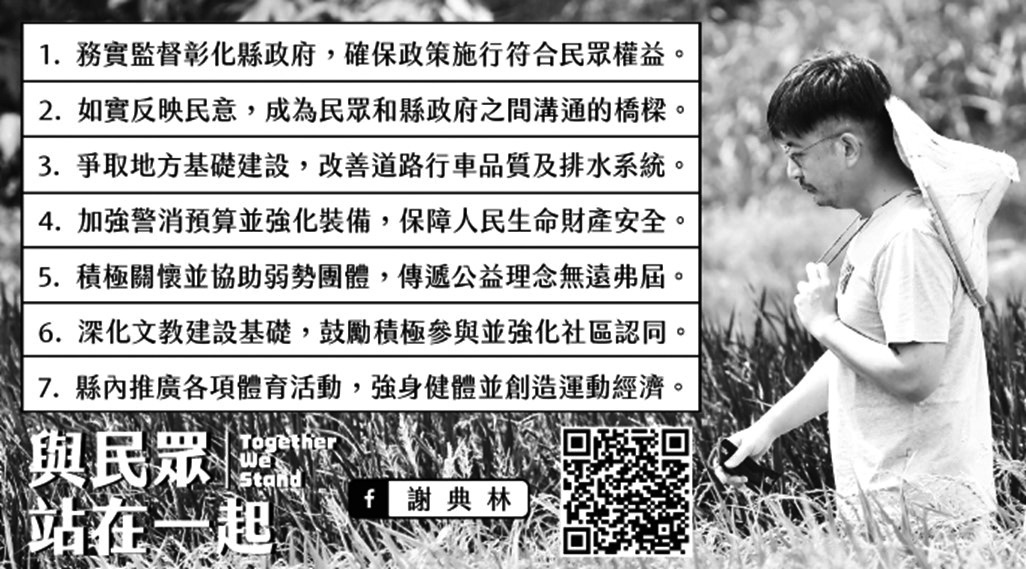 1. 務實監督彰化縣政府，確保政策施行符合民眾權益。
2. 如實反映民意，成為民眾和縣政府之間溝通的橋樑。
3. 爭取地方基礎建設，改善道路行車品質及排水系統。
4. 加強警消預算並強化裝備，保障人民生命財產安全。
5. 積極關懷並協助弱勢團體，傳遞公益理念無遠弗屆。
6. 深化文教建設基礎，鼓勵積極參與並強化社區認同。
7. 縣內推廣各項體育活動，強身健體並創造運動經濟。
與民眾
站在一起
Together
We
Stand
f 謝典林